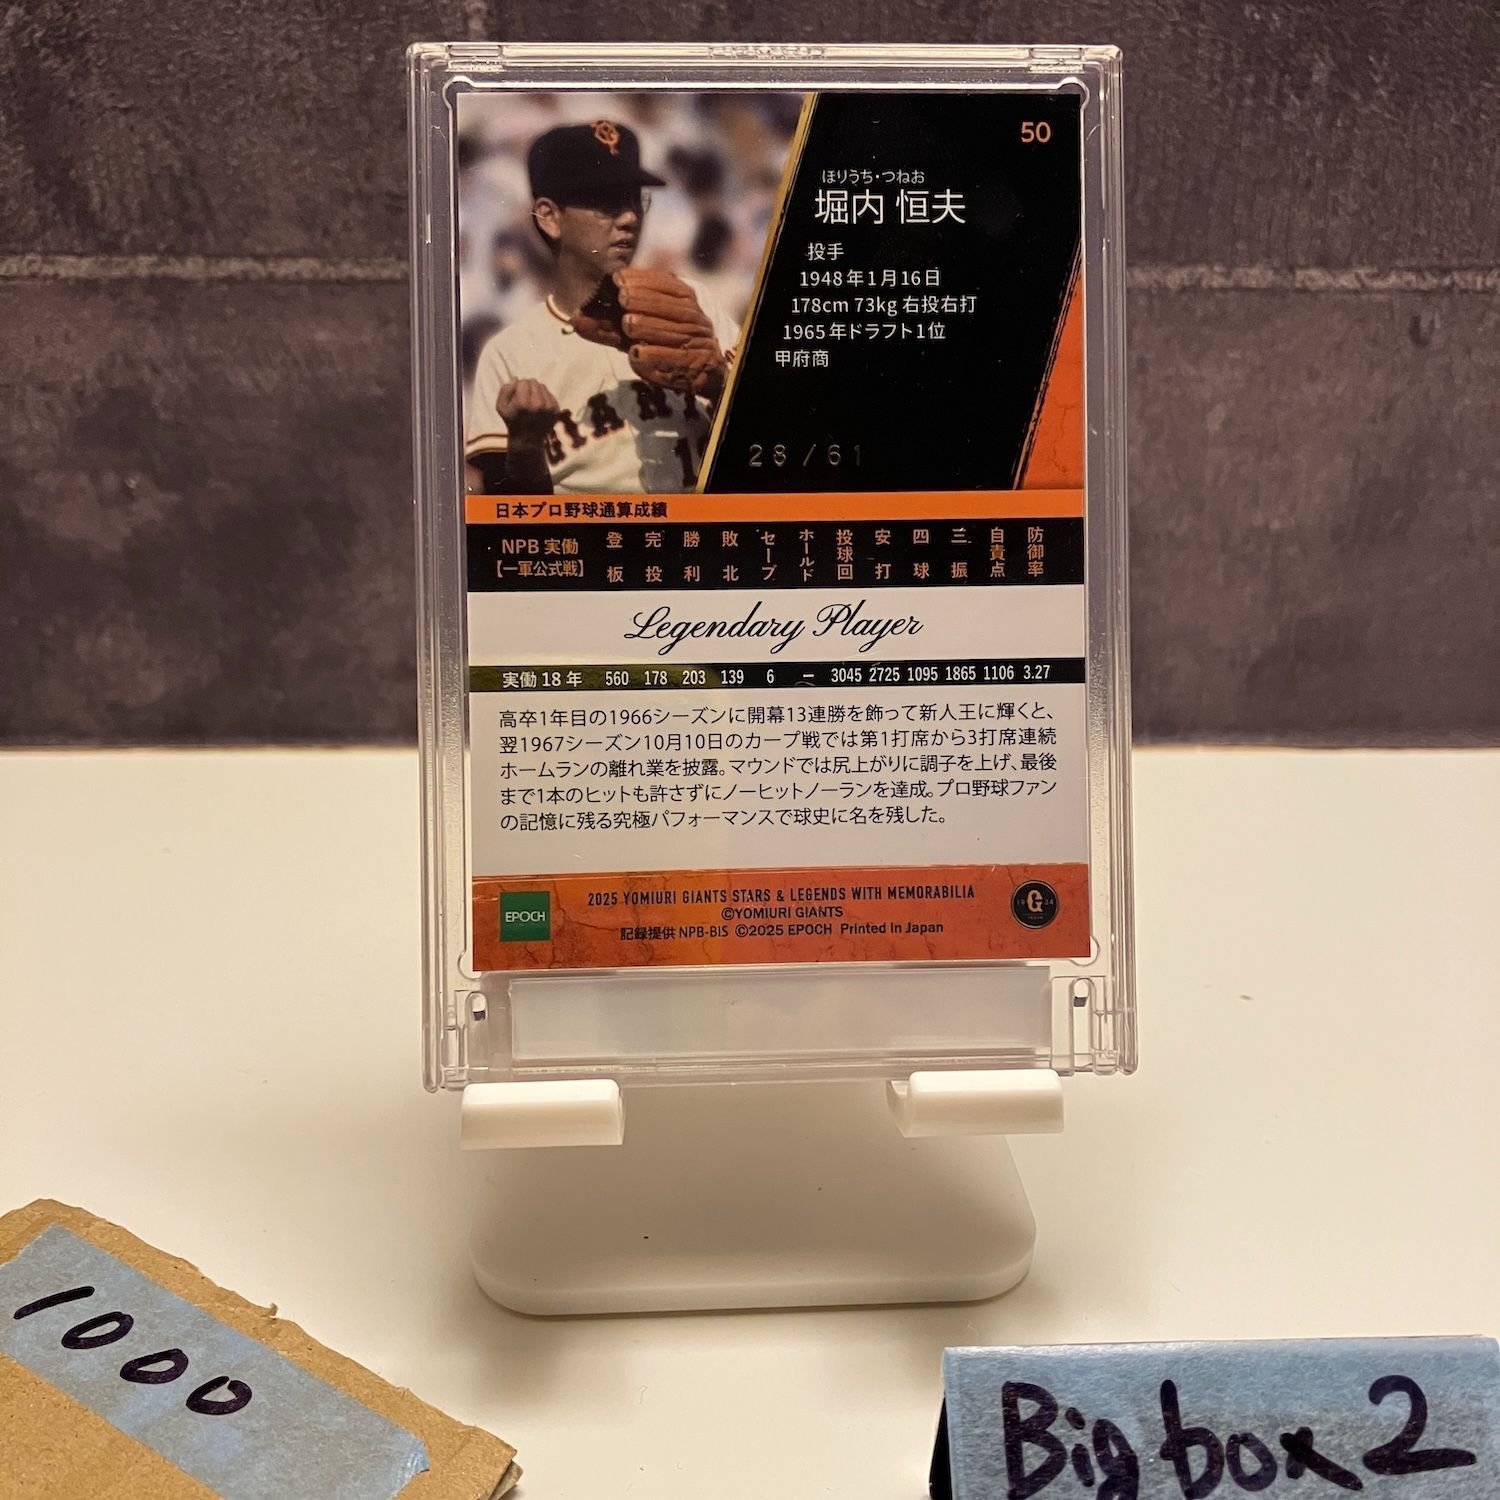 50
ほりうち・つねお
堀内 恒夫
投手
1948年1月16日
178cm 73kg 右投右打
1965年ドラフト1位
甲府商
GIANT
1
28/61
日本プロ野球通算成績
NPB 実働 【一軍公式戦】 登板 完投 勝利 敗北 セーブ ホールド 投球回 安打 四球 三振 自責点 防御率
Legendary Player
実働 18 年 560 178 203 139 6 － 3045 2725 1095 1865 1106 3.27
高卒1年目の1966シーズンに開幕13連勝を飾って新人王に輝くと、
翌1967シーズン10月10日のカープ戦では第1打席から3打席連続
ホームランの離れ業を披露。マウンドでは尻上がりに調子を上げ、最後
まで1本のヒットも許さずにノーヒットノーランを達成。プロ野球ファン
の記憶に残る究極パフォーマンスで球史に名を残した。
EPOCH
2025 YOMIURI GIANTS STARS & LEGENDS WITH MEMORABILIA
©YOMIURI GIANTS
記録提供 NPB-BIS ©2025 EPOCH Printed In Japan
19 G 34
1000
Big box 2